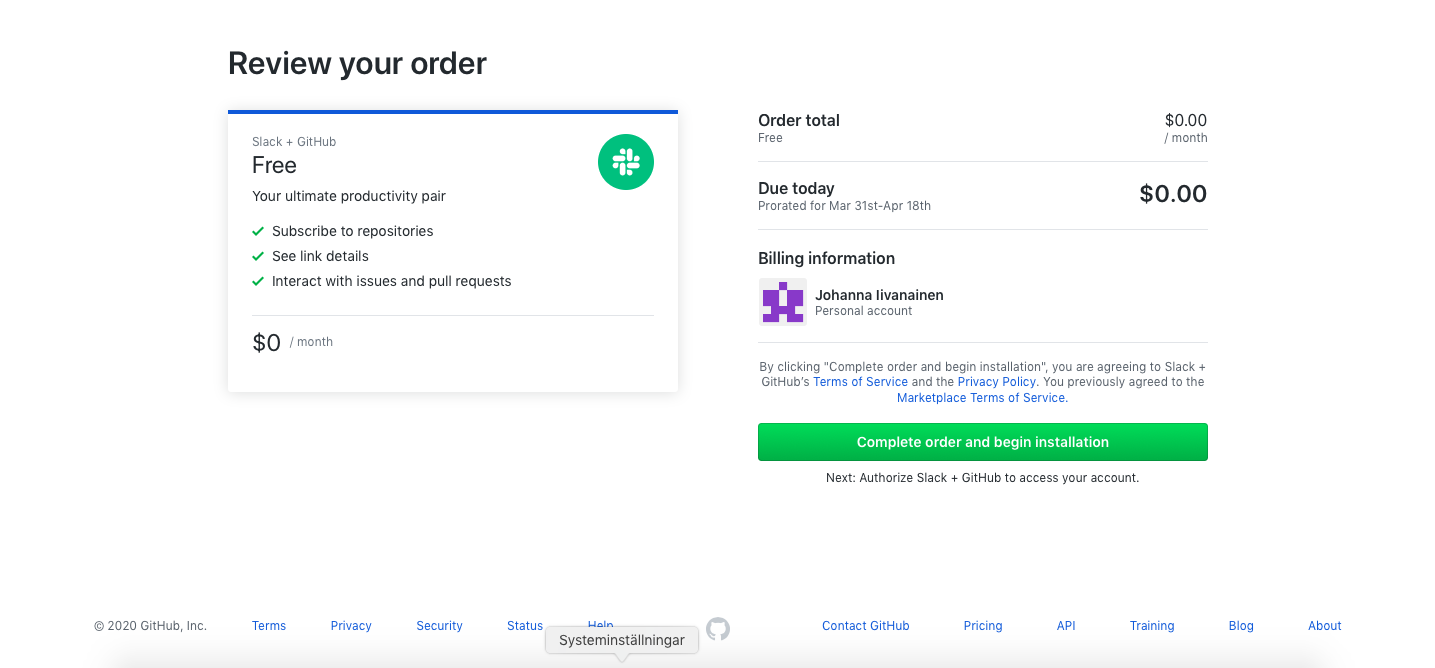 Review your order
Slack + GitHub
Free
Your ultimate productivity pair
Subscribe to repositories
See link details
Interact with issues and pull requests
$0 / month
Order total $0.00
Free / month
Due today $0.00
Prorated for Mar 31st-Apr 18th
Billing information
Johanna Iivanainen
Personal account
By clicking "Complete order and begin installation", you are agreeing to Slack +
GitHub's Terms of Service and the Privacy Policy. You previously agreed to the
Marketplace Terms of Service.
Complete order and begin installation
Next: Authorize Slack + GitHub to access your account.
© 2020 GitHub, Inc. Terms Privacy Security Status Help Contact GitHub Pricing API Training Blog About
Systeminställningar